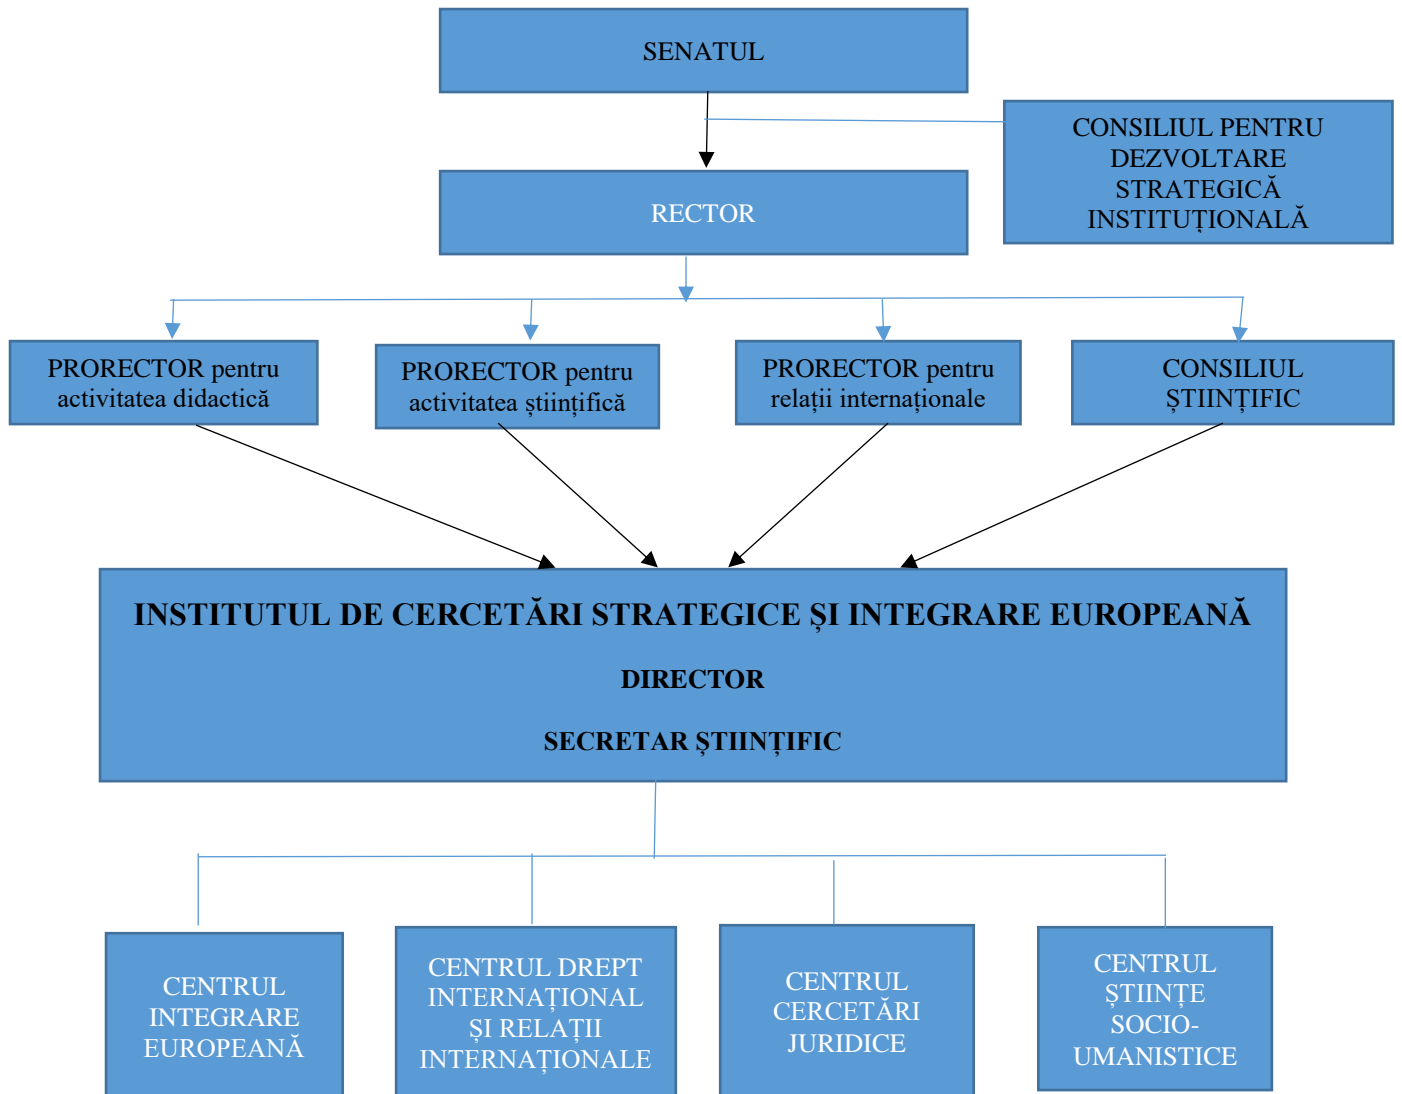 SENATUL
CONSILIUL PENTRU
DEZVOLTARE
STRATEGICĂ
INSTITUȚIONALĂ
RECTOR
PRORECTOR pentru
activitatea didactică
PRORECTOR pentru
activitatea științifică
PRORECTOR pentru
relații internaționale
CONSILIUL
ȘTIINȚIFIC
INSTITUTUL DE CERCETĂRI STRATEGICE ȘI INTEGRARE EUROPEANĂ
DIRECTOR
SECRETAR ȘTIINȚIFIC
CENTRUL
INTEGRARE
EUROPEANĂ
CENTRUL DREPT
INTERNAȚIONAL
ȘI RELAȚII
INTERNAȚIONALE
CENTRUL
CERCETĂRI
JURIDICE
CENTRUL
ȘTIINȚE
SOCIO-
UMANISTICE